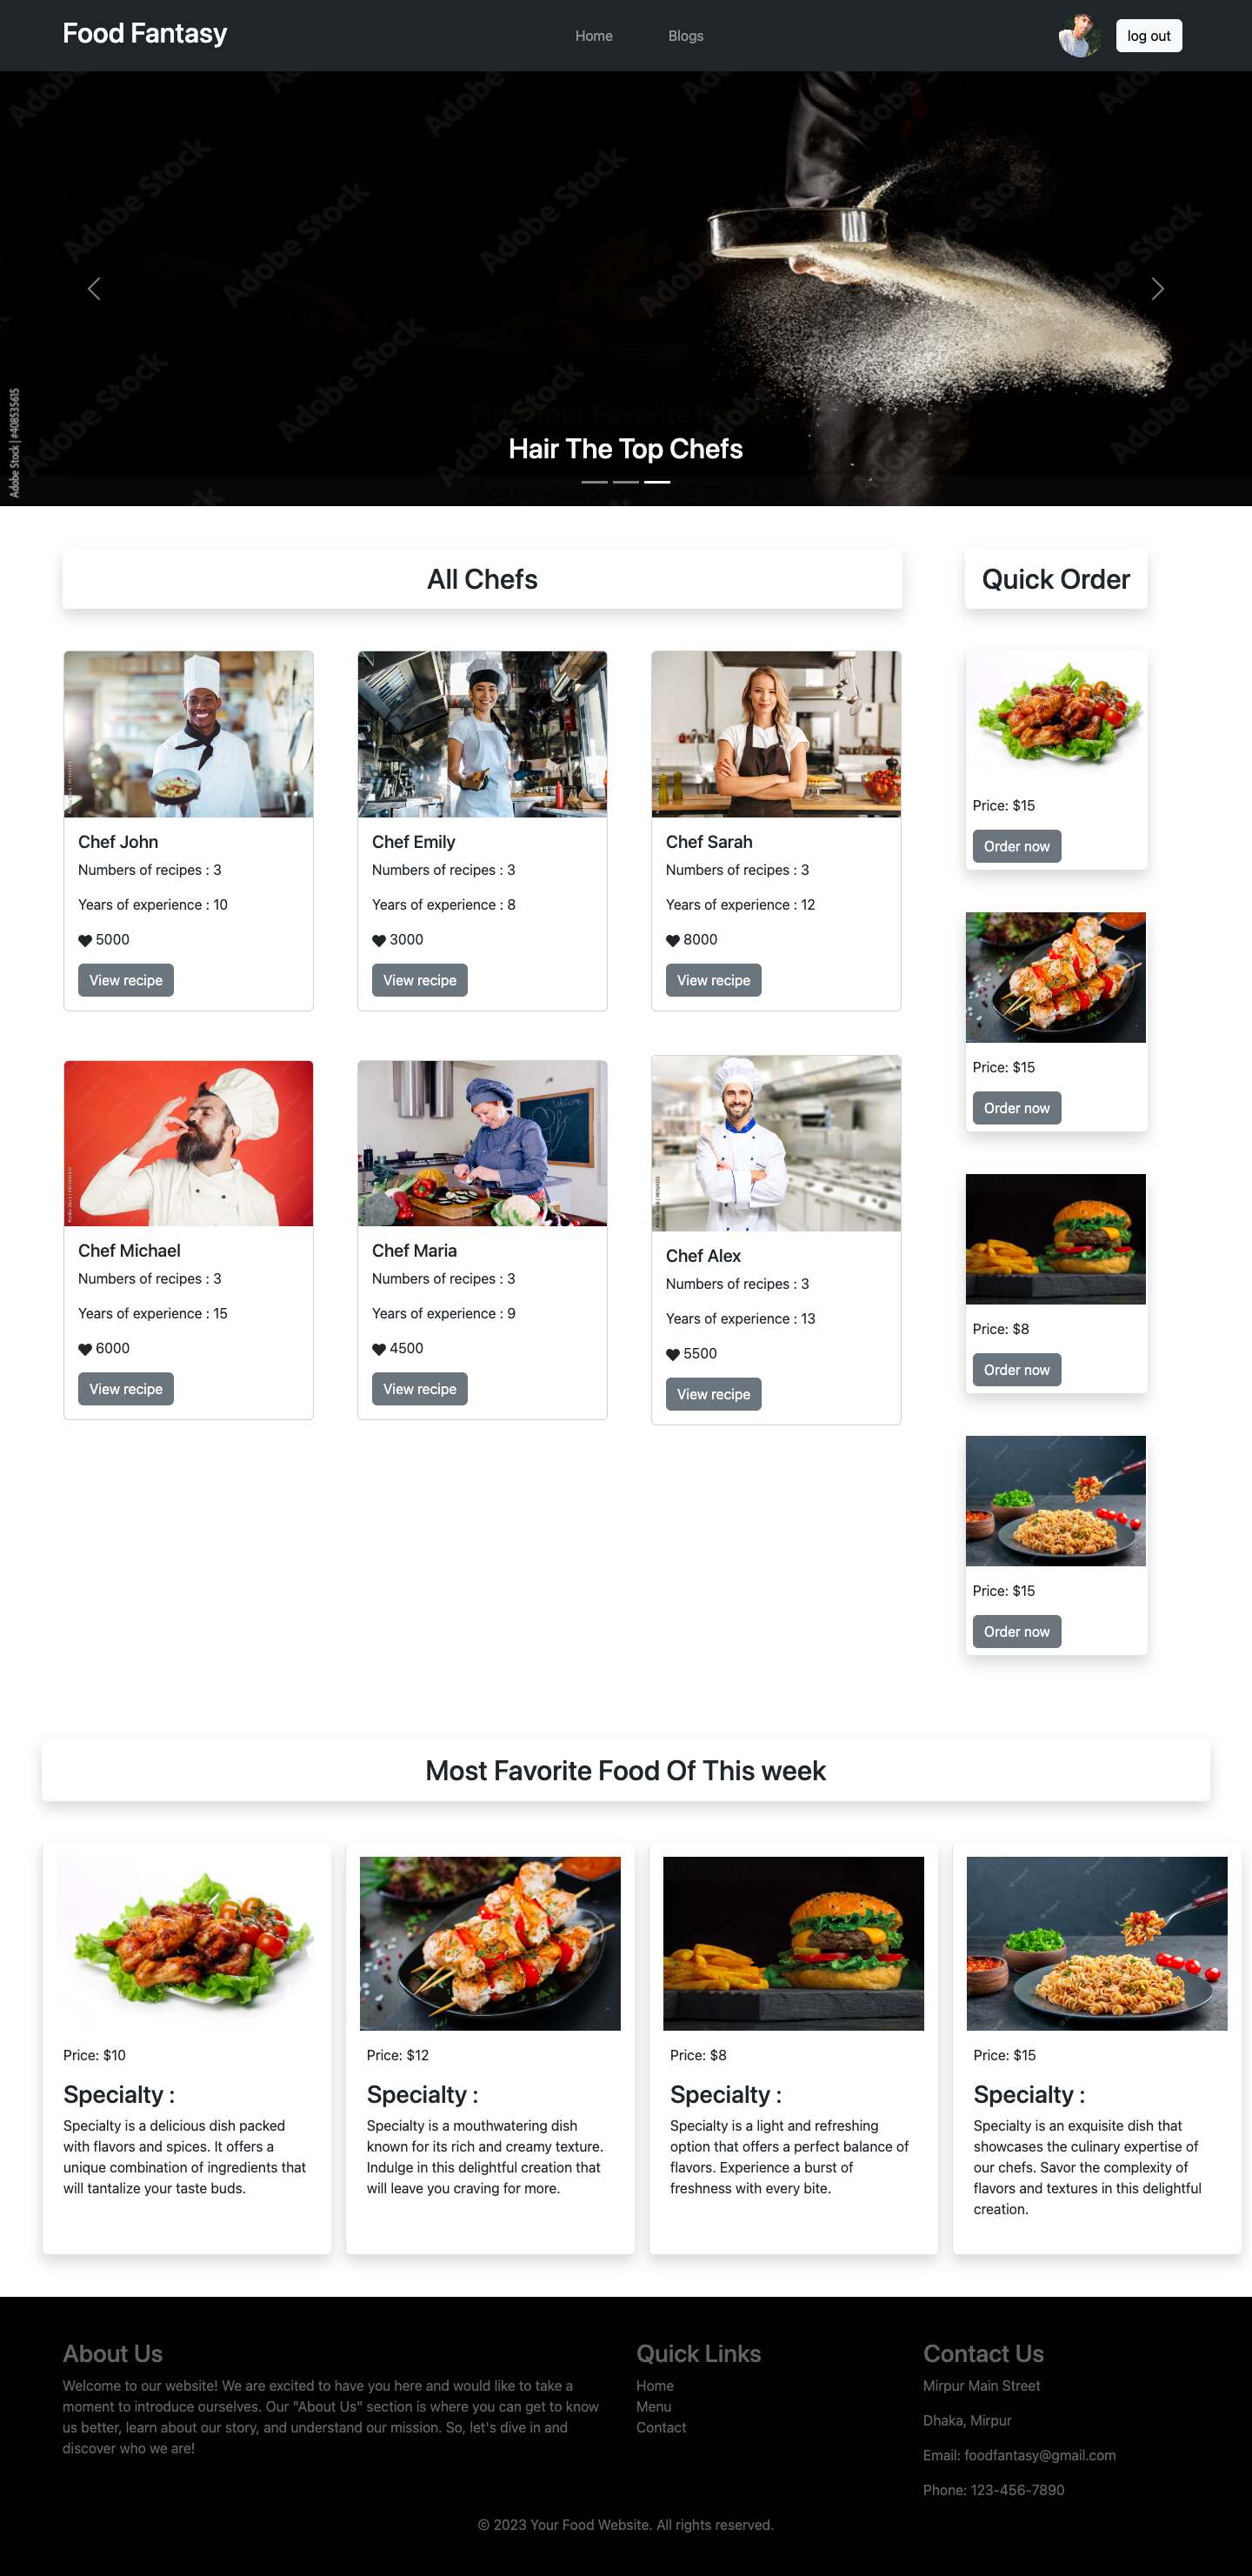 Food Fantasy
Home
Blogs
log out
Adobe Stock
Adobe Stock | #408535615
Hair The Top Chefs
All Chefs
Quick Order
Chef John
Numbers of recipes : 3
Years of experience : 10
5000
View recipe
Chef Emily
Numbers of recipes : 3
Years of experience : 8
3000
View recipe
Chef Sarah
Numbers of recipes : 3
Years of experience : 12
8000
View recipe
Chef Michael
Numbers of recipes : 3
Years of experience : 15
6000
View recipe
Chef Maria
Numbers of recipes : 3
Years of experience : 9
4500
View recipe
Chef Alex
Numbers of recipes : 3
Years of experience : 13
5500
View recipe
Price: $15
Order now
Price: $15
Order now
Price: $8
Order now
Price: $15
Order now
Most Favorite Food Of This week
Price: $10
Specialty :
Specialty is a delicious dish packed
with flavors and spices. It offers a
unique combination of ingredients that
will tantalize your taste buds.
Price: $12
Specialty :
Specialty is a mouthwatering dish
known for its rich and creamy texture.
Indulge in this delightful creation that
will leave you craving for more.
Price: $8
Specialty :
Specialty is a light and refreshing
option that offers a perfect balance of
flavors. Experience a burst of
freshness with every bite.
Price: $15
Specialty :
Specialty is an exquisite dish that
showcases the culinary expertise of
our chefs. Savor the complexity of
flavors and textures in this delightful
creation.
About Us
Welcome to our website! We are excited to have you here and would like to take a
moment to introduce ourselves. Our "About Us" section is where you can get to know
us better, learn about our story, and understand our mission. So, let's dive in and
discover who we are!
Quick Links
Home
Menu
Contact
Contact Us
Mirpur Main Street
Dhaka, Mirpur
Email: foodfantasy@gmail.com
Phone: 123-456-7890
© 2023 Your Food Website. All rights reserved.